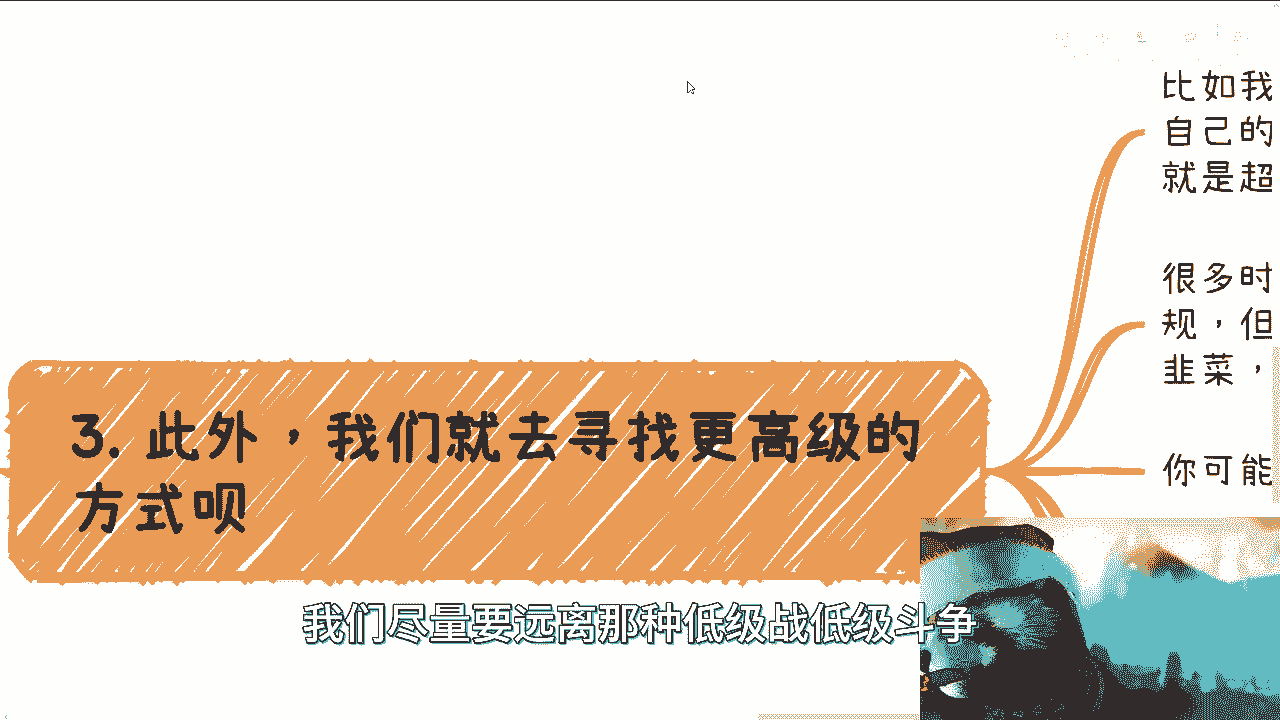 比如我
自己的
就是超
很多时
规，但
韭菜，
3. 此外，我们就去寻找更高级的
方式呗
你可能
我们尽量要远离那种低级战低级斗争